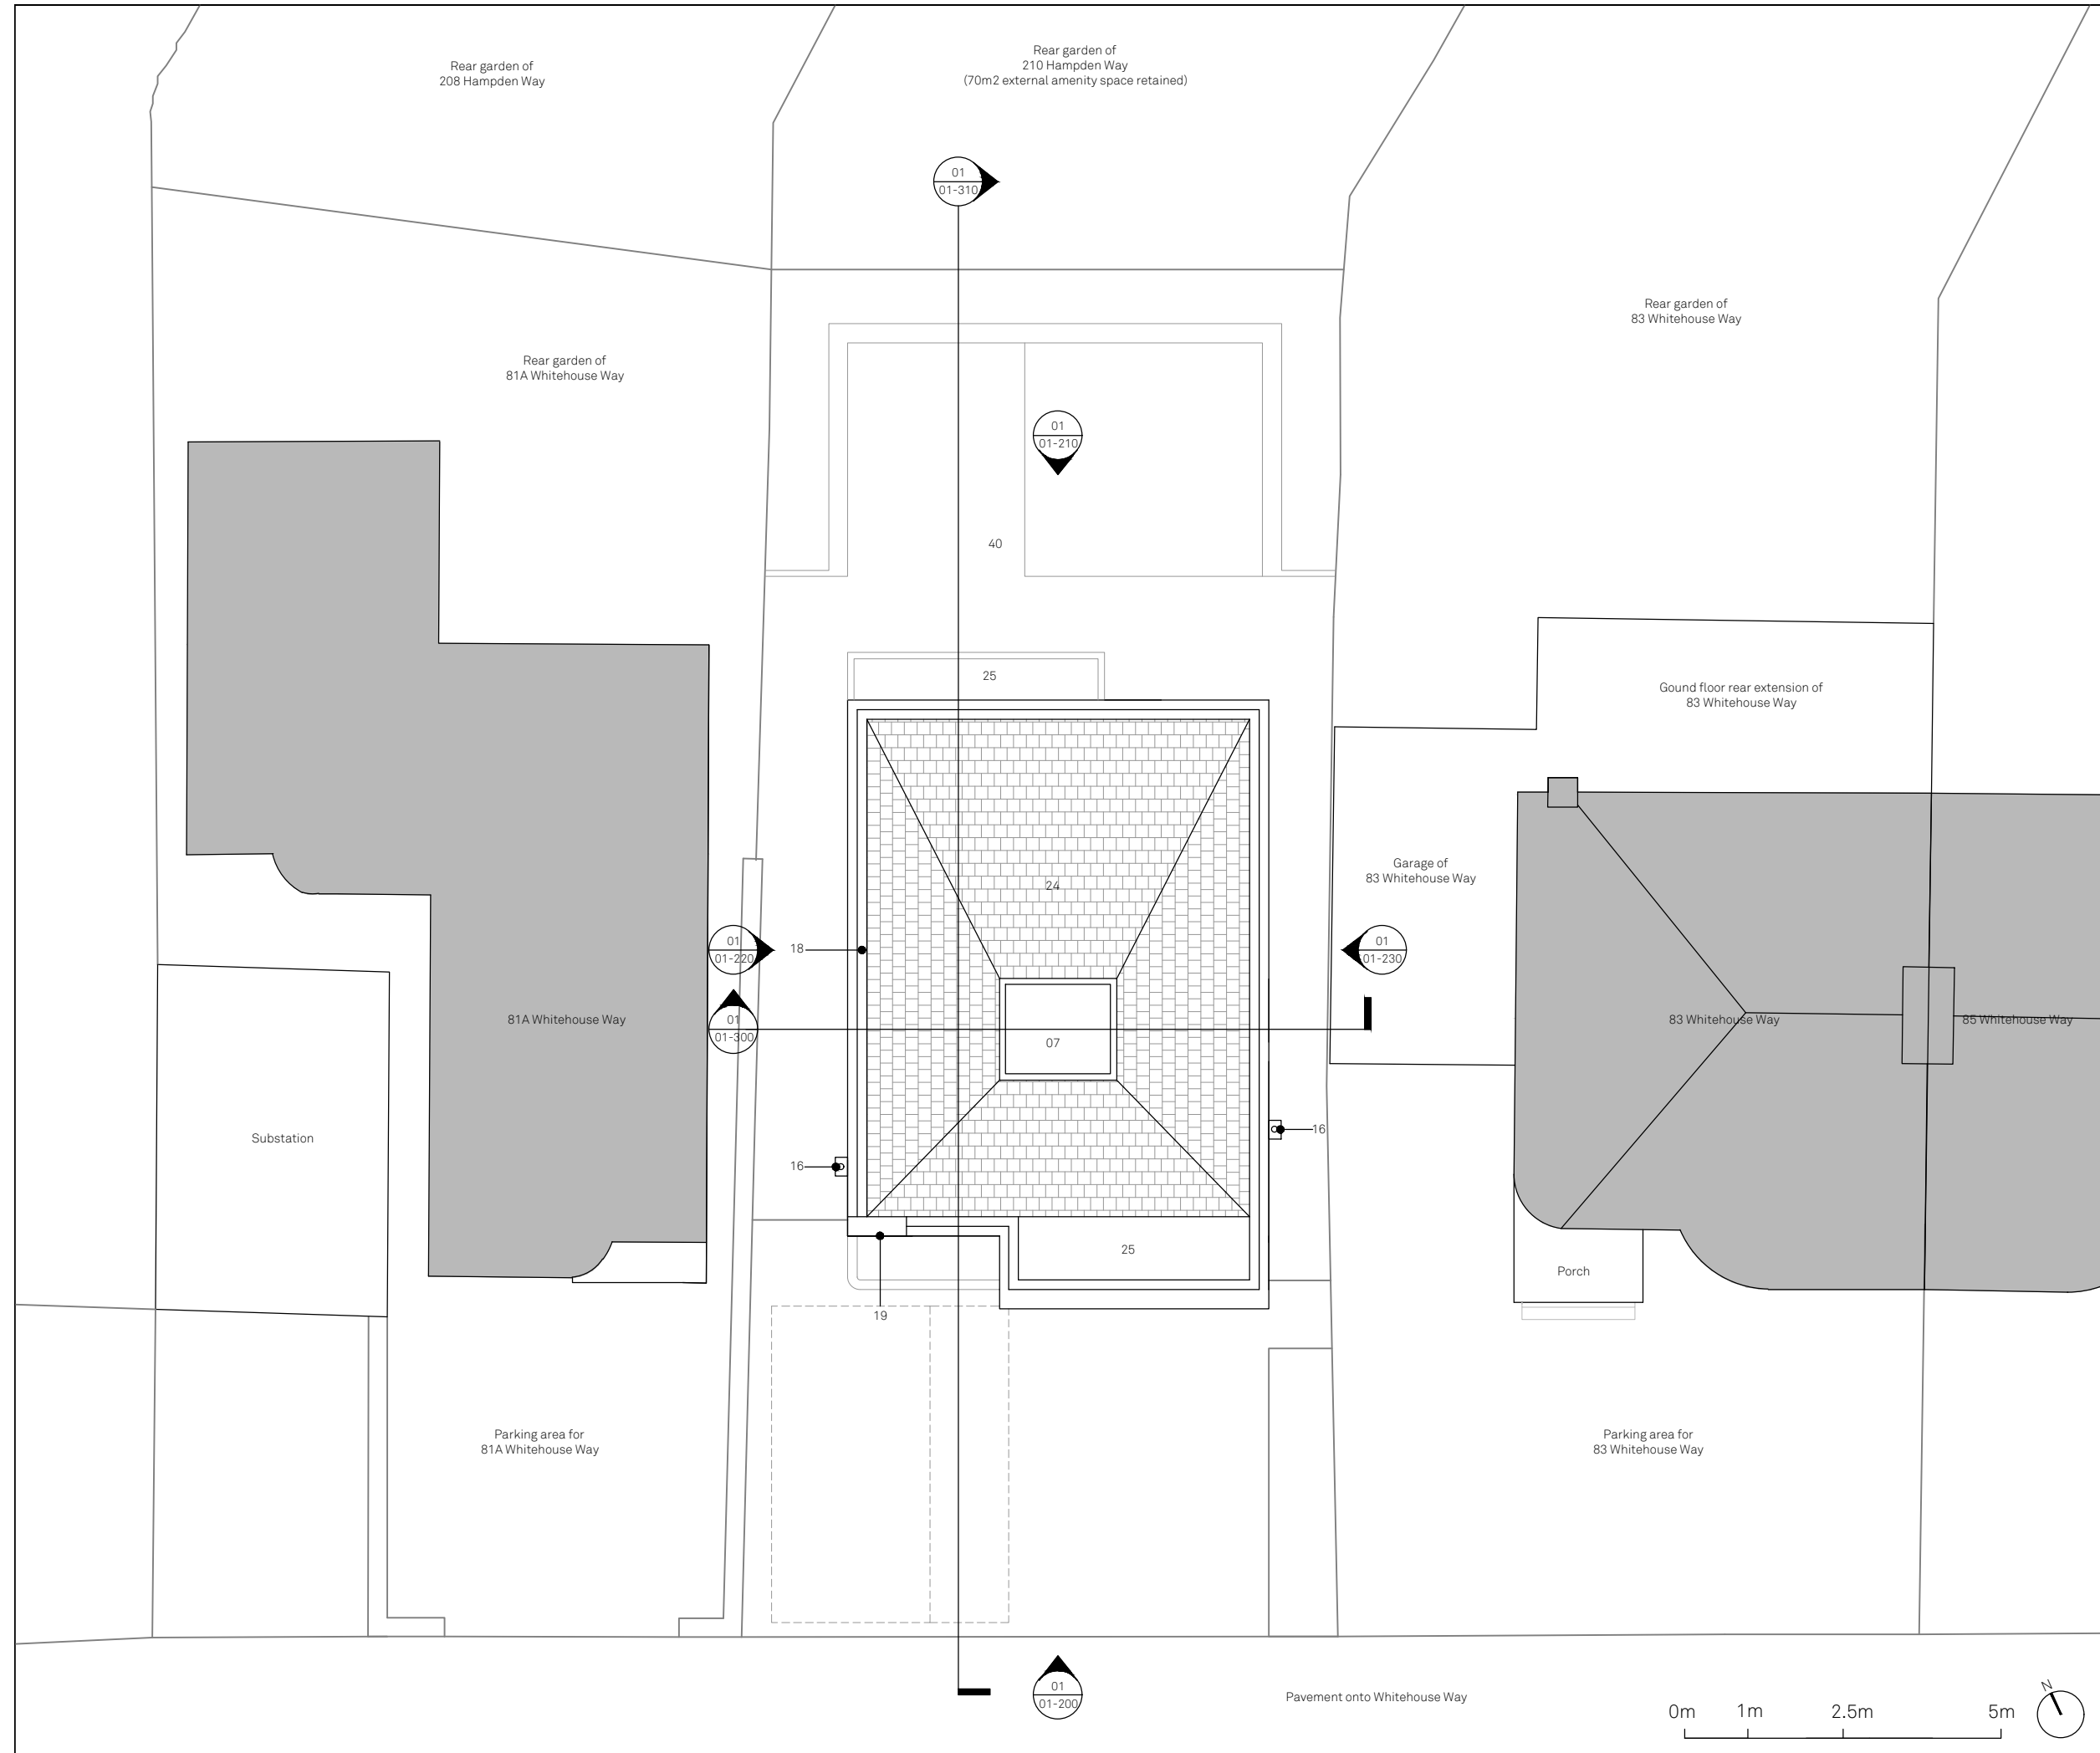 Rear garden of
208 Hampden Way
Rear garden of
210 Hampden Way
(70m2 external amenity space retained)
01
01-310
Rear garden of
83 Whitehouse Way
Rear garden of
81A Whitehouse Way
01
01-210
40
25
Gound floor rear extension of
83 Whitehouse Way
Garage of
83 Whitehouse Way
24
18
01
01-220
01
01-230
81A Whitehouse Way
01
01-300
07
83 Whitehouse Way
85 Whitehouse Way
Substation
16
16
25
Porch
19
Parking area for
81A Whitehouse Way
Parking area for
83 Whitehouse Way
01
01-200
Pavement onto Whitehouse Way
N
0m
1m
2.5m
5m